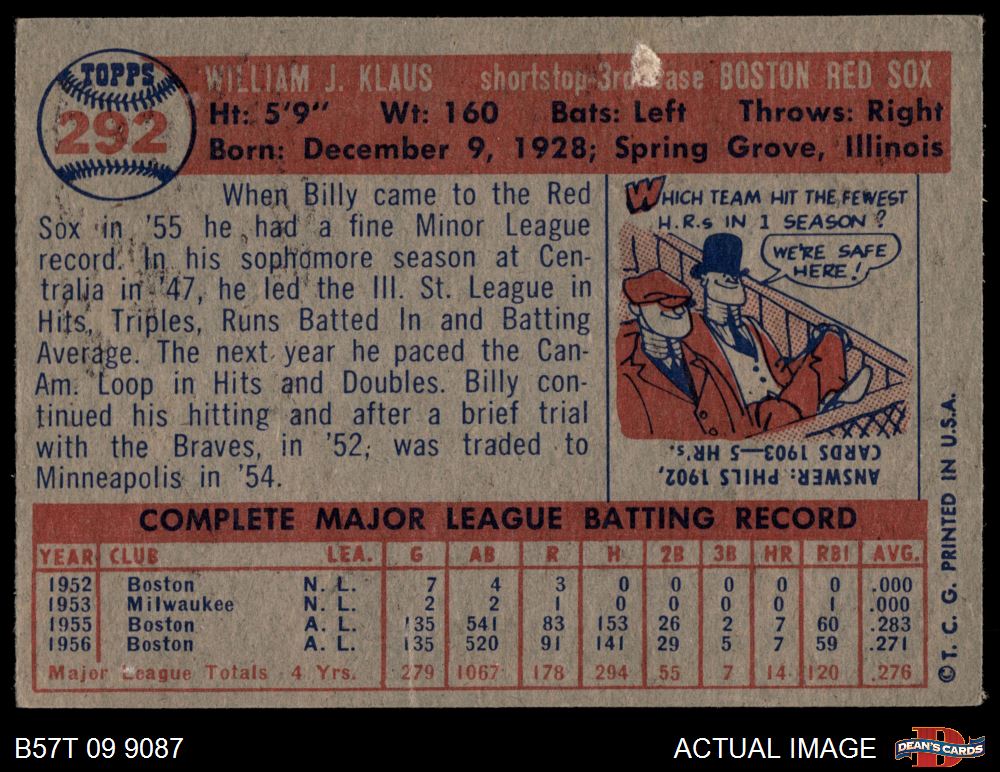 TOPPS
292
WILLIAM J. KLAUS shortstop-3rd base BOSTON RED SOX
Ht: 5'9" Wt: 160 Bats: Left Throws: Right
Born: December 9, 1928; Spring Grove, Illinois
When Billy came to the Red
Sox in '55 he had a fine Minor League
record. In his sophomore season at Cen-
tralia in '47, he led the Ill. St. League in
Hits, Triples, Runs Batted In and Batting
Average. The next year he paced the Can-
Am. Loop in Hits and Doubles. Billy con-
tinued his hitting and after a brief trial
with the Braves, in '52, was traded to
Minneapolis in '54.
WHICH TEAM HIT THE FEWEST
H.R.s IN 1 SEASON?
WE'RE SAFE
HERE!
ANSWER: PHILS 1902,
CARDS 1903—5 HR's.
COMPLETE MAJOR LEAGUE BATTING RECORD
YEAR CLUB LEA. G AB R H 2B 3B HR RBI AVG.
1952 Boston N. L. 7 4 3 0 0 0 0 0 .000
1953 Milwaukee N. L. 2 2 1 0 0 0 0 1 .000
1955 Boston A. L. 135 541 83 153 26 2 7 60 .283
1956 Boston A. L. 135 520 91 141 29 5 7 59 .271
Major League Totals 4 Yrs. 279 1067 178 294 55 7 14 120 .276
© T. C. G. PRINTED IN U.S.A.
B57T 09 9087
ACTUAL IMAGE
DEAN'S CARDS